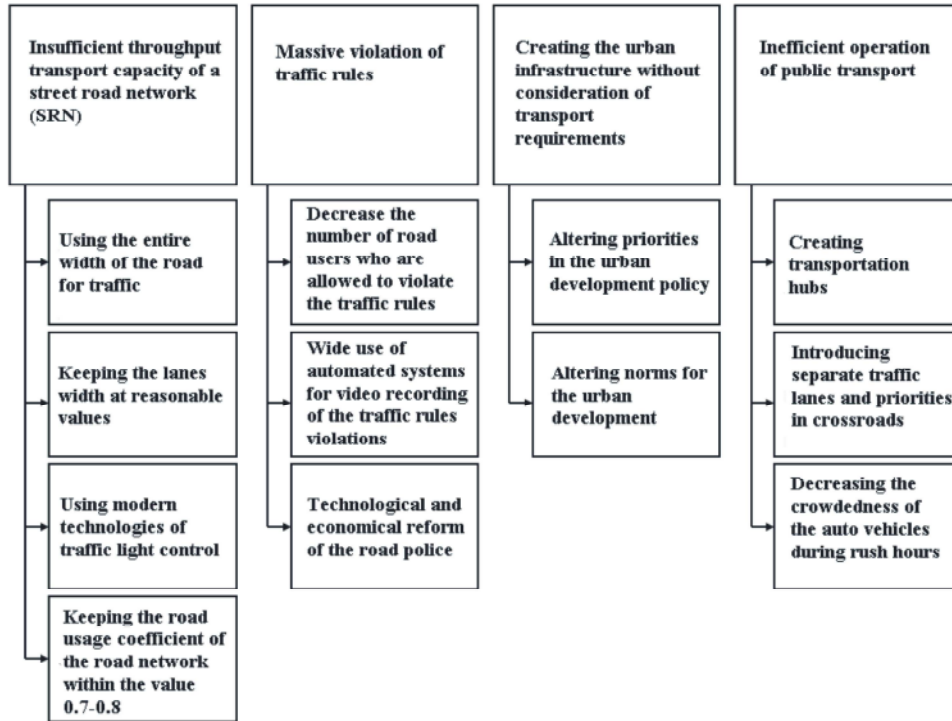 Insufficient throughput
transport capacity of a
street road network
(SRN)
Using the entire
width of the road
for traffic
Keeping the lanes
width at reasonable
values
Using modern
technologies of
traffic light control
Keeping the road
usage coefficient of
the road network
within the value
0.7-0.8
Massive violation of
traffic rules
Decrease the
number of road
users who are
allowed to violate
the traffic rules
Wide use of
automated systems
for video recording
of the traffic rules
violations
Technological and
economical reform
of the road police
Creating the urban
infrastructure without
consideration of
transport
requirements
Altering priorities
in the urban
development policy
Altering norms for
the urban
development
Inefficient operation
of public transport
Creating
transportation
hubs
Introducing
separate traffic
lanes and priorities
in crossroads
Decreasing the
crowdedness of
the auto vehicles
during rush hours